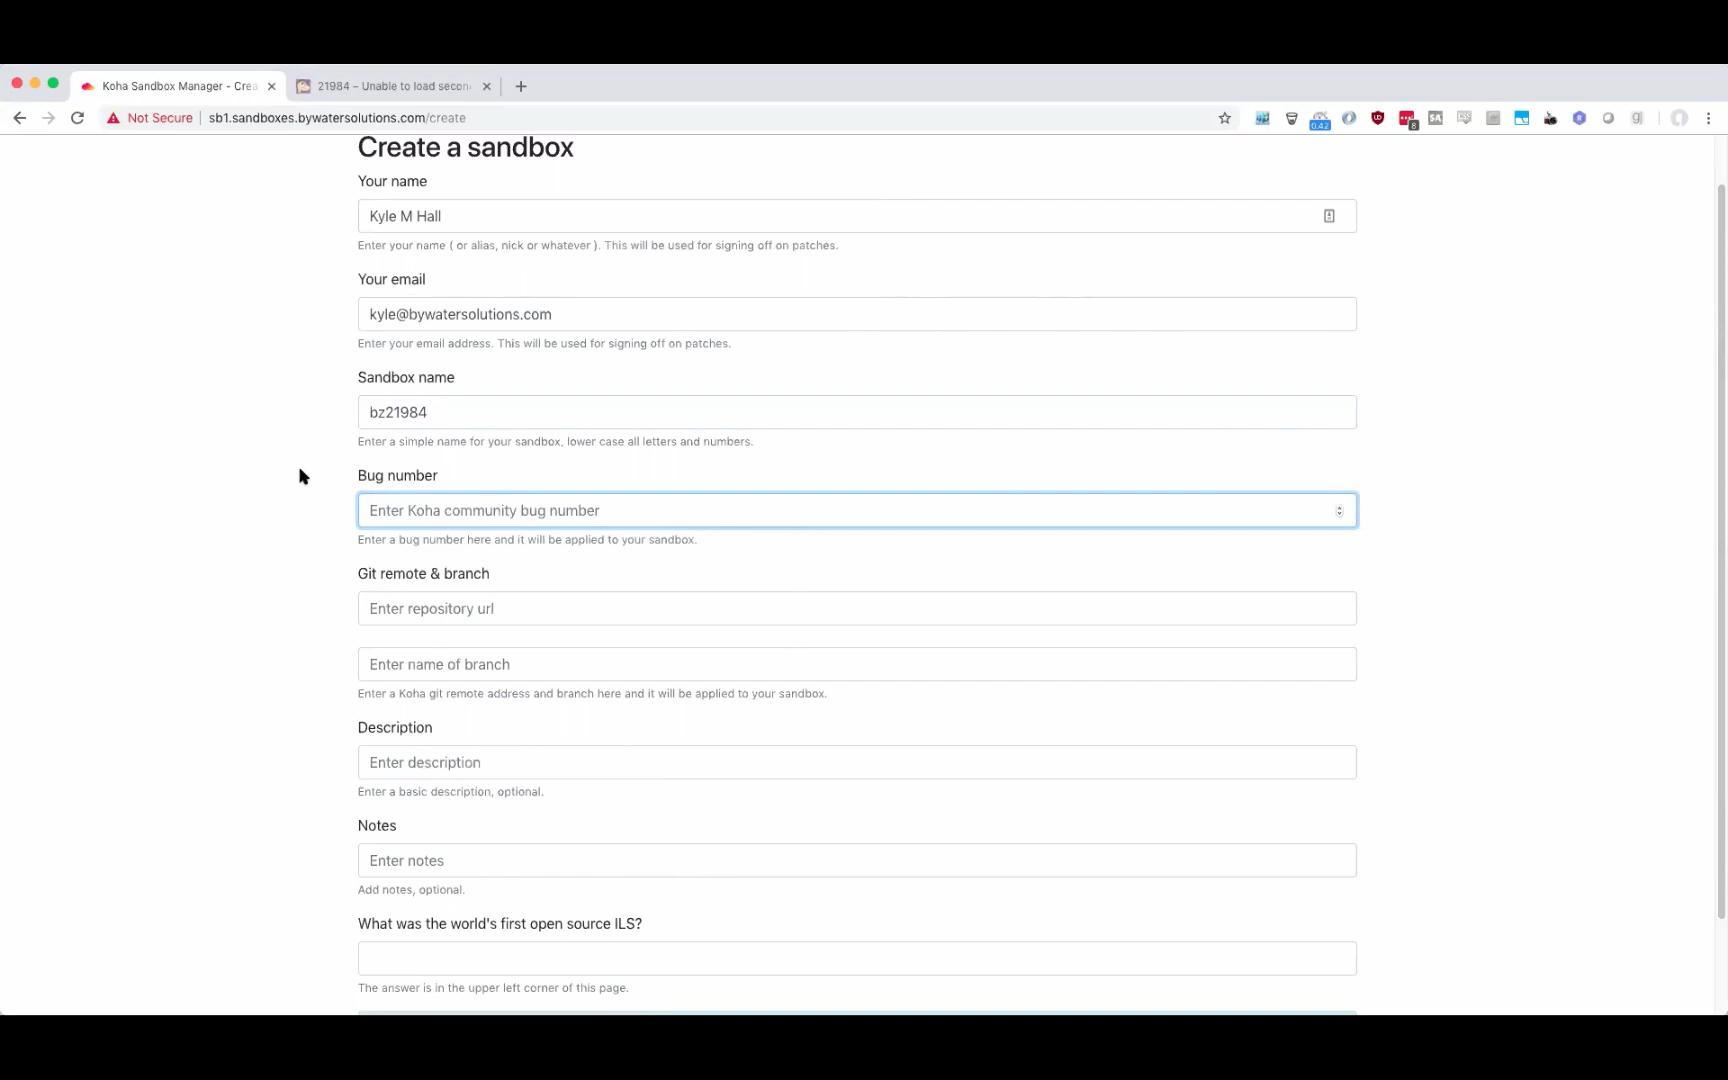 Koha Sandbox Manager - Crea
21984 – Unable to load secon
Not Secure
sb1.sandboxes.bywatersolutions.com/create
0.42
8
SA
Create a sandbox
Your name
Kyle M Hall
Enter your name ( or alias, nick or whatever ). This will be used for signing off on patches.
Your email
kyle@bywatersolutions.com
Enter your email address. This will be used for signing off on patches.
Sandbox name
bz21984
Enter a simple name for your sandbox, lower case all letters and numbers.
Bug number
Enter Koha community bug number
Enter a bug number here and it will be applied to your sandbox.
Git remote & branch
Enter repository url
Enter name of branch
Enter a Koha git remote address and branch here and it will be applied to your sandbox.
Description
Enter description
Enter a basic description, optional.
Notes
Enter notes
Add notes, optional.
What was the world's first open source ILS?
The answer is in the upper left corner of this page.